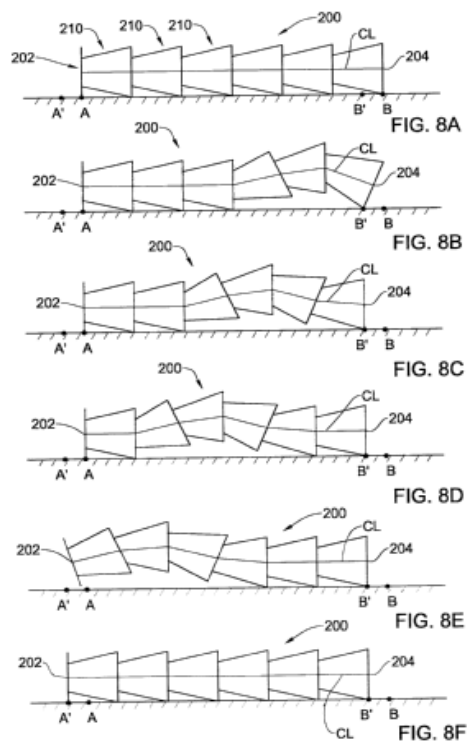 210 210 210 200
202 CL 204
A' A B' B
FIG. 8A
200
CL
202 204
A' A B' B
FIG. 8B
200
202 CL 204
A' A B' B
FIG. 8C
200
202 CL 204
A' A B' B
FIG. 8D
200
202 CL 204
A' A B' B
FIG. 8E
200
202 204
A' A CL B' B
FIG. 8F